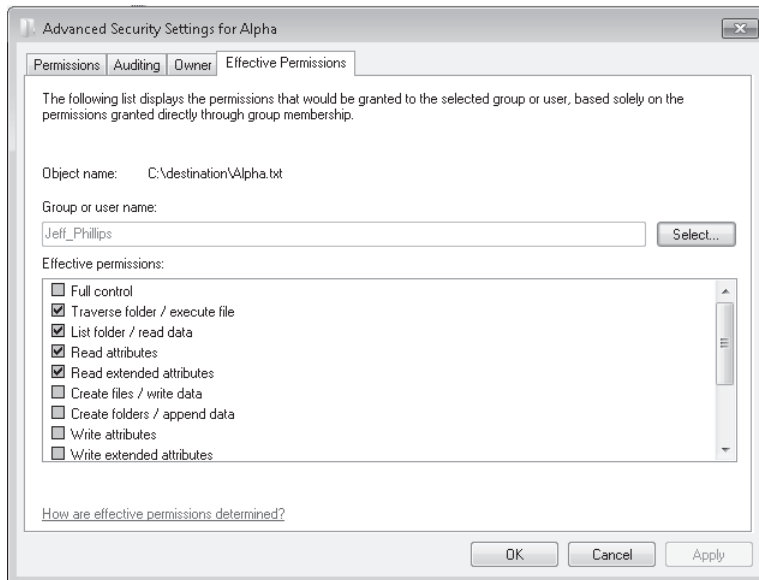 Advanced Security Settings for Alpha
Permissions Auditing Owner Effective Permissions
The following list displays the permissions that would be granted to the selected group or user, based solely on the
permissions granted directly through group membership.
Object name: C:\destination\Alpha.txt
Group or user name:
Jeff_Phillips
Select...
Effective permissions:
Full control
Traverse folder / execute file
List folder / read data
Read attributes
Read extended attributes
Create files / write data
Create folders / append data
Write attributes
Write extended attributes
How are effective permissions determined?
OK Cancel Apply